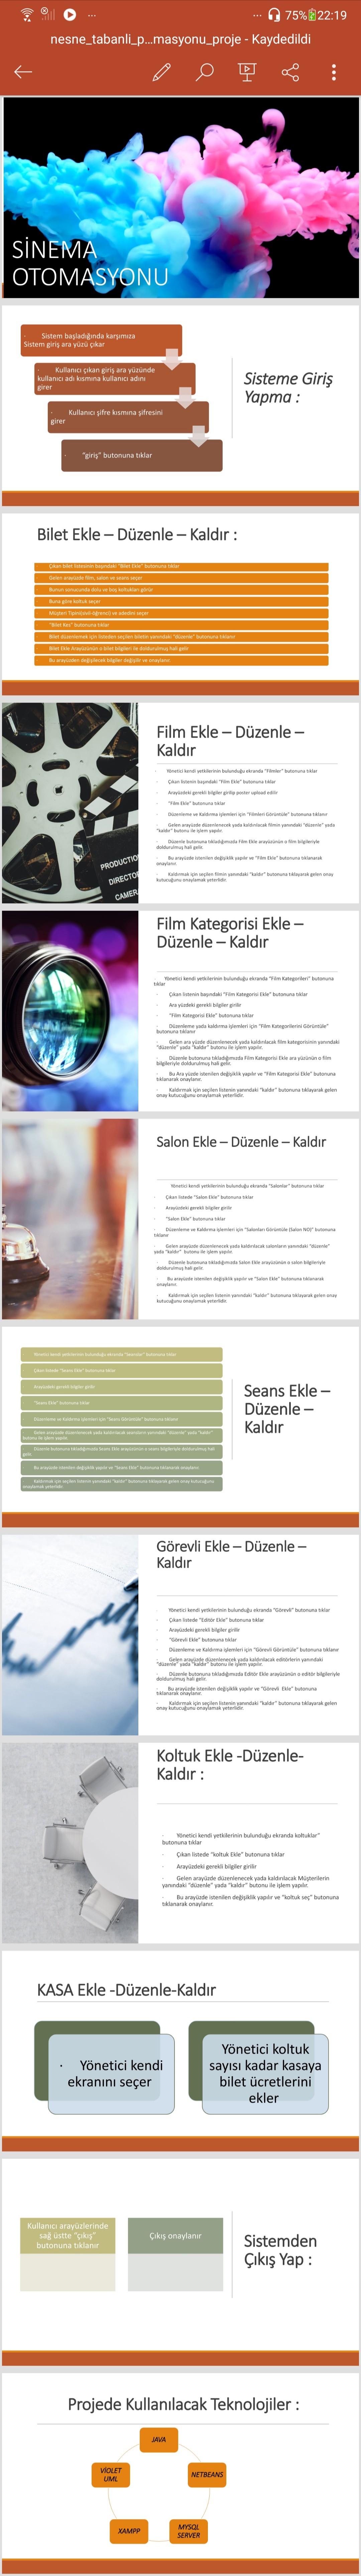 75% 22:19
nesne_tabanli_p...masyonu_proje - Kaydedildi
SİNEMA
OTOMASYONU
Sistem başladığında karşımıza
Sistem giriş ara yüzü çıkar
Kullanıcı çıkan giriş ara yüzünde
kullanıcı adı kısmına kullanıcı adını
girer
Kullanıcı şifre kısmına şifresini
girer
"giriş" butonuna tıklar
Sisteme Giriş
Yapma :
Bilet Ekle – Düzenle – Kaldır :
Çıkan bilet listesinin başındaki "Bilet Ekle" butonuna tıklar
Gelen arayüzde film, salon ve seans seçer
Bunun sonucunda dolu ve boş koltukları görür
Buna göre koltuk seçer
Müşteri Tipini(sivil-öğrenci) ve adedini seçer
"Bilet Kes" butonuna tıklar
Bilet düzenlemek için listeden seçilen biletin yanındaki "düzenle" butonuna tıklanır
Bilet Ekle Arayüzünün o bilet bilgileri ile doldurulmuş hali gelir
Bu arayüzden değişilecek bilgiler değişilir ve onaylanır.
Film Ekle – Düzenle –
Kaldır
Yönetici kendi yetkilerinin bulunduğu ekranda "Filmler" butonuna tıklar
Çıkan listenin başındaki "Film Ekle" butonuna tıklar
Arayüzdeki gerekli bilgiler girilip poster upload edilir
"Film Ekle" butonuna tıklar
Düzenleme ve Kaldırma işlemleri için "Filmleri Görüntüle" butonuna tıklanır
Gelen arayüzde düzenlenecek yada kaldırılacak filmin yanındaki "düzenle" yada
"kaldır" butonu ile işlem yapılır.
Düzenle butonuna tıkladığımızda Film Ekle arayüzünün o film bilgileriyle
doldurulmuş hali gelir.
Bu arayüzde istenilen değişiklik yapılır ve "Film Ekle" butonuna tıklanarak
onaylanır.
Kaldırmak için seçilen filmin yanındaki "kaldır" butonuna tıklayarak gelen onay
kutucuğunu onaylamak yeterlidir.
PRODUCTIO
DIRECTOR
CAMER
Film Kategorisi Ekle –
Düzenle – Kaldır
Yönetici kendi yetkilerinin bulunduğu ekranda "Film Kategorileri" butonuna
tıklar
Çıkan listenin başındaki "Film Kategorisi Ekle" butonuna tıklar
Ara yüzdeki gerekli bilgiler girilir
"Film Kategorisi Ekle" butonuna tıklar
Düzenleme yada kaldırma işlemleri için "Film Kategorilerini Görüntüle"
butonuna tıklanır
Gelen ara yüzde düzenlenecek yada kaldırılacak film kategorisinin yanındaki
"düzenle" yada "kaldır" butonu ile işlem yapılır.
Düzenle butonuna tıkladığımızda Film Kategorisi Ekle ara yüzünün o film
bilgileriyle doldurulmuş hali gelir.
Bu Ara yüzde istenilen değişiklik yapılır ve "Film Kategorisi Ekle" butonuna
tıklanarak onaylanır.
Kaldırmak için seçilen listenin yanındaki "kaldır" butonuna tıklayarak gelen
onay kutucuğunu onaylamak yeterlidir.
Salon Ekle – Düzenle – Kaldır
Yönetici kendi yetkilerinin bulunduğu ekranda "Salonlar" butonuna tıklar
Çıkan listede "Salon Ekle" butonuna tıklar
Arayüzdeki gerekli bilgiler girilir
"Salon Ekle" butonuna tıklar
Düzenleme ve Kaldırma işlemleri için "Salonları Görüntüle (Salon NO)" butonuna
tıklanır
Gelen arayüzde düzenlenecek yada kaldırılacak salonların yanındaki "düzenle"
yada "kaldır" butonu ile işlem yapılır.
Düzenle butonuna tıkladığımızda Salon Ekle arayüzünün o salon bilgileriyle
doldurulmuş hali gelir.
Bu arayüzde istenilen değişiklik yapılır ve "Salon Ekle" butonuna tıklanarak
onaylanır.
Kaldırmak için seçilen listenin yanındaki "kaldır" butonuna tıklayarak gelen onay
kutucuğunu onaylamak yeterlidir.
Yönetici kendi yetkilerinin bulunduğu ekranda "Seanslar" butonuna tıklar
Çıkan listede "Seans Ekle" butonuna tıklar
Arayüzdeki gerekli bilgiler girilir
"Seans Ekle" butonuna tıklar
Düzenleme ve Kaldırma işlemleri için "Seans Görüntüle" butonuna tıklanır
Gelen arayüzde düzenlenecek yada kaldırılacak seansların yanındaki "düzenle" yada "kaldır"
butonu ile işlem yapılır.
Düzenle butonuna tıkladığımızda Seans Ekle arayüzünün o seans bilgileriyle doldurulmuş hali
gelir.
Bu arayüzde istenilen değişiklik yapılır ve "Seans Ekle" butonuna tıklanarak onaylanır.
Kaldırmak için seçilen listenin yanındaki "kaldır" butonuna tıklayarak gelen onay kutucuğunu
onaylamak yeterlidir.
Seans Ekle –
Düzenle –
Kaldır
Görevli Ekle – Düzenle –
Kaldır
Yönetici kendi yetkilerinin bulunduğu ekranda "Görevli" butonuna tıklar
Çıkan listede "Editör Ekle" butonuna tıklar
Arayüzdeki gerekli bilgiler girilir
"Görevli Ekle" butonuna tıklar
Düzenleme ve Kaldırma işlemleri için "Görevli Görüntüle" butonuna tıklanır
Gelen arayüzde düzenlenecek yada kaldırılacak editörlerin yanındaki
"düzenle" yada "kaldır" butonu ile işlem yapılır.
Düzenle butonuna tıkladığımızda Editör Ekle arayüzünün o editör bilgileriyle
doldurulmuş hali gelir.
Bu arayüzde istenilen değişiklik yapılır ve "Görevli Ekle" butonuna
tıklanarak onaylanır.
Kaldırmak için seçilen listenin yanındaki "kaldır" butonuna tıklayarak gelen
onay kutucuğunu onaylamak yeterlidir.
Koltuk Ekle -Düzenle-
Kaldır :
Yönetici kendi yetkilerinin bulunduğu ekranda koltuklar"
butonuna tıklar
Çıkan listede "koltuk Ekle" butonuna tıklar
Arayüzdeki gerekli bilgiler girilir
Gelen arayüzde düzenlenecek yada kaldırılacak Müşterilerin
yanındaki "düzenle" yada "kaldır" butonu ile işlem yapılır.
Bu arayüzde istenilen değişiklik yapılır ve "koltuk seç" butonuna
tıklanarak onaylanır.
KASA Ekle -Düzenle-Kaldır
· Yönetici kendi
ekranını seçer
Yönetici koltuk
sayısı kadar kasaya
bilet ücretlerini
ekler
Kullanıcı arayüzlerinde
sağ üstte "çıkış"
butonuna tıklanır
Çıkış onaylanır
Sistemden
Çıkış Yap :
Projede Kullanılacak Teknolojiler :
JAVA
VİOLET
UML
NETBEANS
XAMPP
MYSQL
SERVER